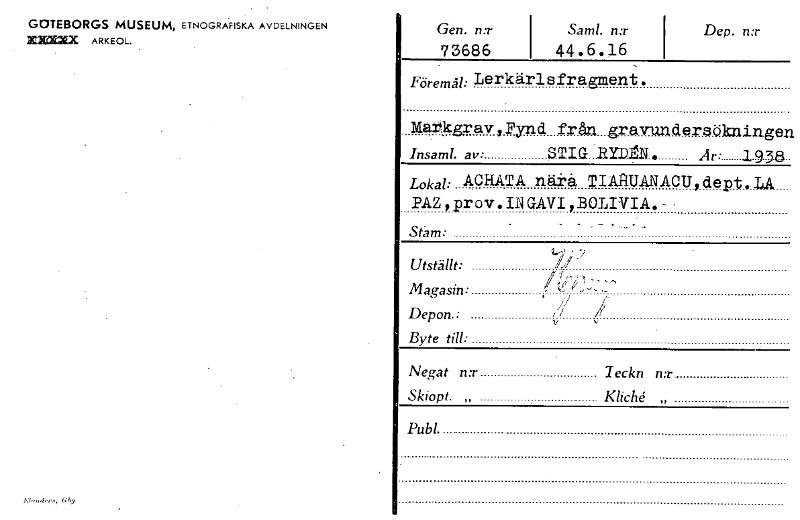 GÖTEBORGS MUSEUM, ETNOGRAFISKA AVDELNINGEN
XXXXX ARKEOL.
Gen. n:r Saml. n:r Dep. n:r
73686 44.6.16
Föremål: Lerkärlsfragment.
Markgrav,Fynd från gravundersökningen
Insaml. av: STIG RYDÉN. År: 1938
Lokal: ACHATA nära TIAHUANACU,dept.LA
PAZ,prov.INGAVI,BOLIVIA.-
Stam:
Utställt:
Magasin:
Depon.:
Byte till:
Negat n:r Teckn n:r
Skiopt. „ Kliché „
Publ.
Elanders, Gbg